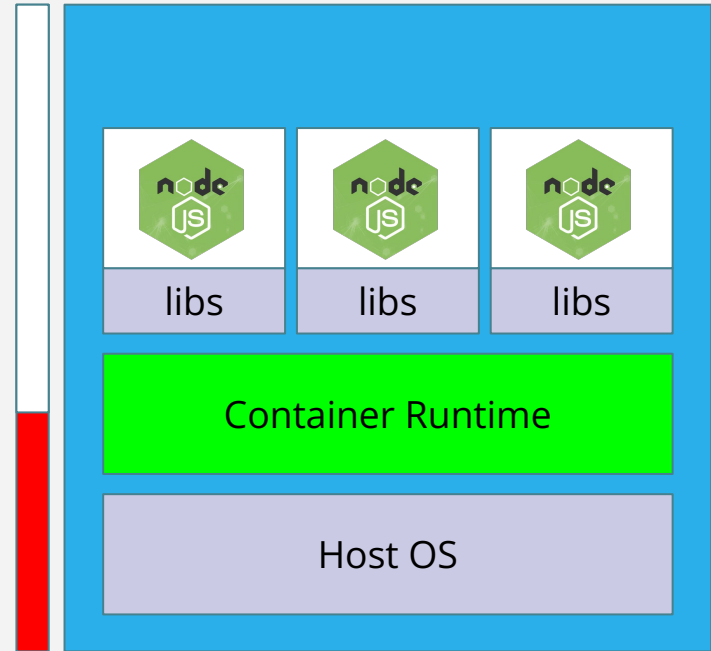 node node node
JS JS JS
libs libs libs
Container Runtime
Host OS